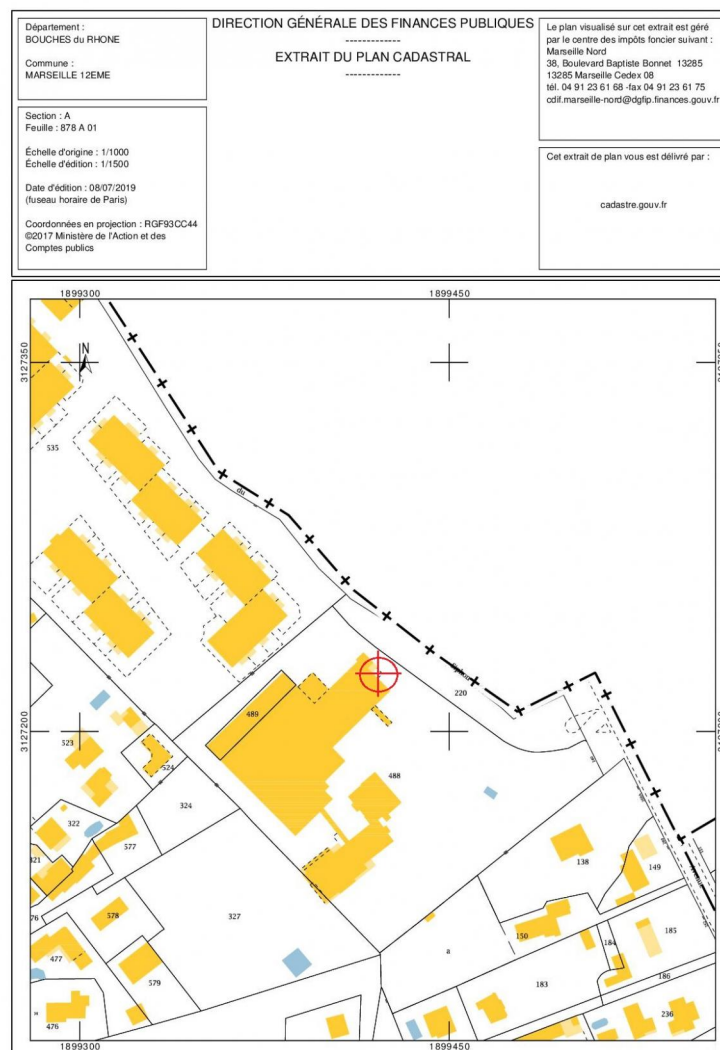 Département :
BOUCHES du RHONE
Commune :
MARSEILLE 12EME
Section : A
Feuille : 878 A 01
Échelle d'origine : 1/1000
Échelle d'édition : 1/1500
Date d'édition : 08/07/2019
(fuseau horaire de Paris)
Coordonnées en projection : RGF93CC44
©2017 Ministère de l'Action et des
Comptes publics
DIRECTION GÉNÉRALE DES FINANCES PUBLIQUES
-------------
EXTRAIT DU PLAN CADASTRAL
-------------
Le plan visualisé sur cet extrait est géré
par le centre des impôts foncier suivant :
Marseille Nord
38, Boulevard Baptiste Bonnet 13285
13285 Marseille Cedex 08
tél. 04 91 23 61 68 -fax 04 91 23 61 75
cdif.marseille-nord@dgfip.finances.gouv.fr
Cet extrait de plan vous est délivré par :
cadastre.gouv.fr
1899300
1899450
3127350
N
535
du
220
489
3127200
3127200
523
524
488
324
322
577
321
138
149
578
327
150
185
477
184
a
579
183
186
476
236
1899300
1899450